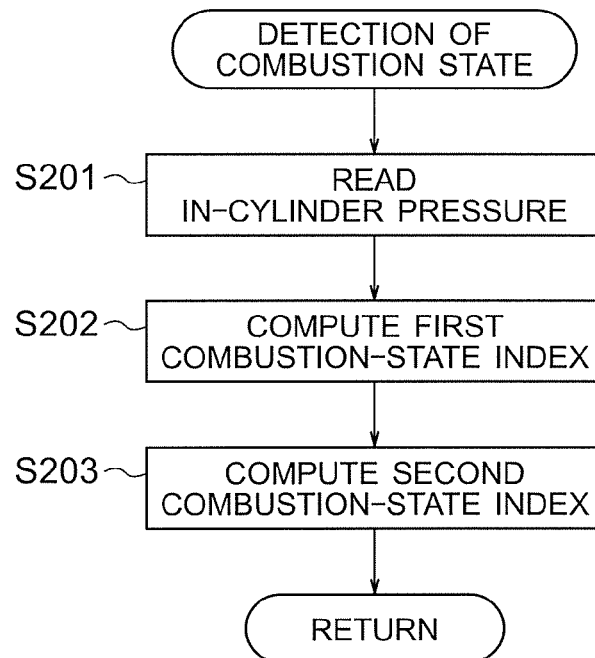 DETECTION OF
COMBUSTION STATE
S201
READ
IN-CYLINDER PRESSURE
S202
COMPUTE FIRST
COMBUSTION-STATE INDEX
S203
COMPUTE SECOND
COMBUSTION-STATE INDEX
RETURN